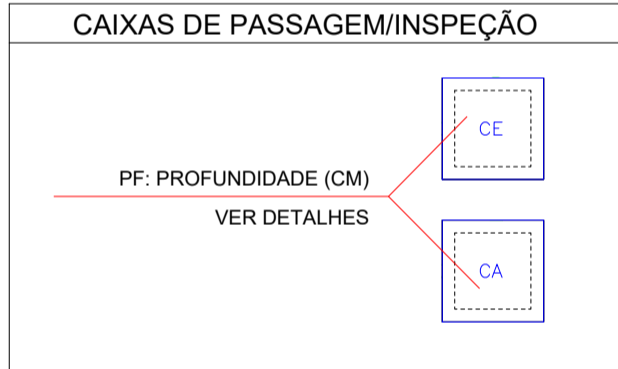 CAIXAS DE PASSAGEM/INSPEÇÃO
CE
PF: PROFUNDIDADE (CM)
VER DETALHES
CA